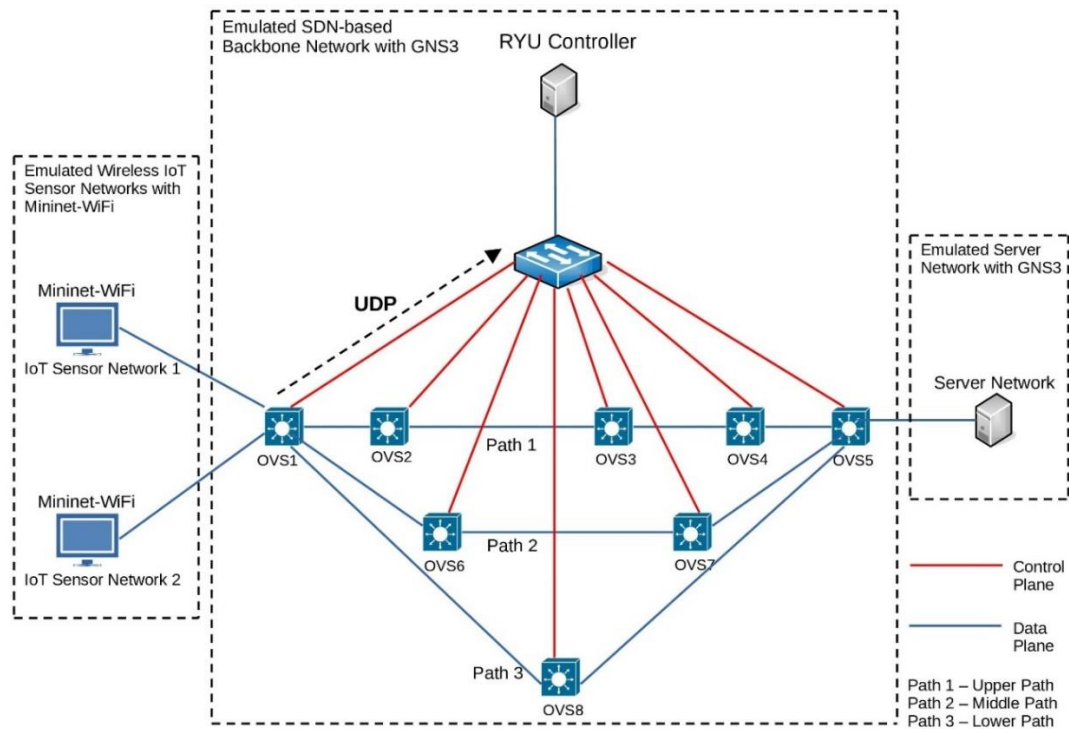 Emulated SDN-based
Backbone Network with GNS3
RYU Controller
Emulated Wireless IoT
Sensor Networks with
Mininet-WiFi
Emulated Server
Network with GNS3
UDP
Mininet-WiFi
IoT Sensor Network 1
Server Network
OVS1
OVS2
Path 1
OVS3
OVS4
OVS5
Mininet-WiFi
IoT Sensor Network 2
OVS6
Path 2
OVS7
Control
Plane
Data
Plane
Path 3
OVS8
Path 1 – Upper Path
Path 2 – Middle Path
Path 3 – Lower Path